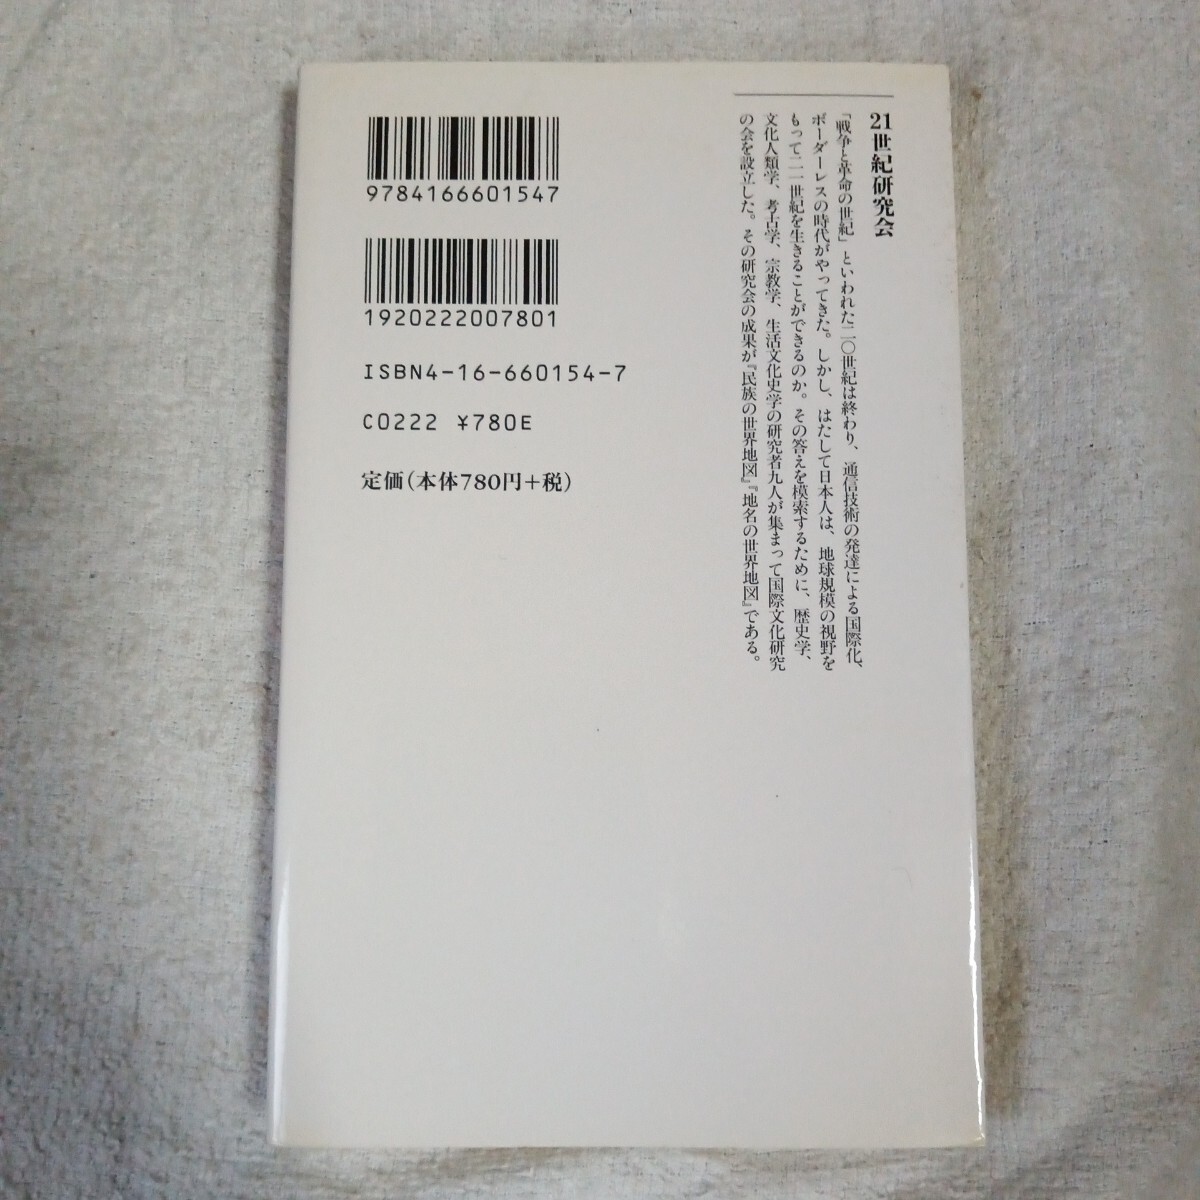 21世紀研究会
「戦争と革命の世紀」といわれた二〇世紀は終わり、通信技術の発達による国際化、
ボーダーレスの時代がやってきた。しかし、はたして日本人は、地球規模の視野を
もって二一世紀を生きることができるのか。その答えを模索するために、歴史学、
文化人類学、考古学、宗教学、生活文化史学の研究者九人が集まって国際文化研究
の会を設立した。その研究会の成果が『民族の世界地図』『地名の世界地図』である。
9784166601547
1920222007801
ISBN4-16-660154-7
C0222 ¥780E
定価(本体780円+税)